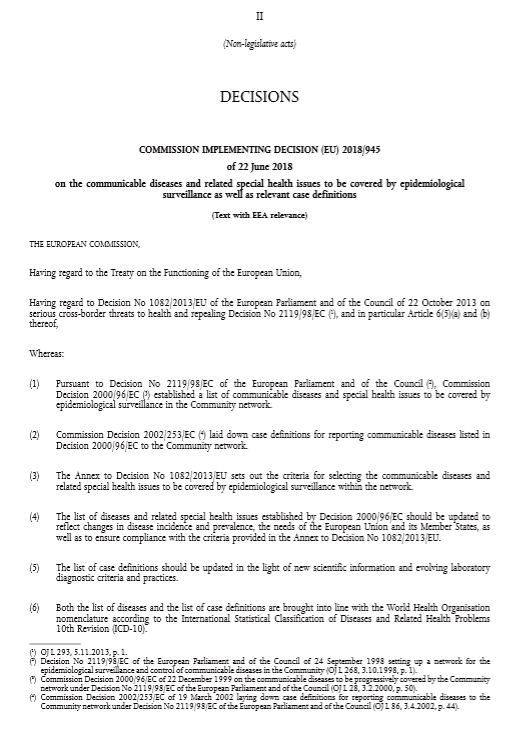 II
(Non-legislative acts)
DECISIONS
COMMISSION IMPLEMENTING DECISION (EU) 2018/945
of 22 June 2018
on the communicable diseases and related special health issues to be covered by epidemiological
surveillance as well as relevant case definitions
(Text with EEA relevance)
THE EUROPEAN COMMISSION,
Having regard to the Treaty on the Functioning of the European Union,
Having regard to Decision No 1082/2013/EU of the European Parliament and of the Council of 22 October 2013 on
serious cross-border threats to health and repealing Decision No 2119/98/EC (1), and in particular Article 6(5)(a) and (b)
thereof,
Whereas:
(1) Pursuant to Decision No 2119/98/EC of the European Parliament and of the Council (2), Commission
Decision 2000/96/EC (3) established a list of communicable diseases and special health issues to be covered by
epidemiological surveillance in the Community network.
(2) Commission Decision 2002/253/EC (4) laid down case definitions for reporting communicable diseases listed in
Decision 2000/96/EC to the Community network.
(3) The Annex to Decision No 1082/2013/EU sets out the criteria for selecting the communicable diseases and
related special health issues to be covered by epidemiological surveillance within the network.
(4) The list of diseases and related special health issues established by Decision 2000/96/EC should be updated to
reflect changes in disease incidence and prevalence, the needs of the European Union and its Member States, as
well as to ensure compliance with the criteria provided in the Annex to Decision No 1082/2013/EU.
(5) The list of case definitions should be updated in the light of new scientific information and evolving laboratory
diagnostic criteria and practices.
(6) Both the list of diseases and the list of case definitions are brought into line with the World Health Organisation
nomenclature according to the International Statistical Classification of Diseases and Related Health Problems
10th Revision (ICD-10).
(1) OJ L 293, 5.11.2013, p. 1.
(2) Decision No 2119/98/EC of the European Parliament and of the Council of 24 September 1998 setting up a network for the
epidemiological surveillance and control of communicable diseases in the Community (OJ L 268, 3.10.1998, p. 1).
(3) Commission Decision 2000/96/EC of 22 December 1999 on the communicable diseases to be progressively covered by the Community
network under Decision No 2119/98/EC of the European Parliament and of the Council (OJ L 28, 3.2.2000, p. 50).
(4) Commission Decision 2002/253/EC of 19 March 2002 laying down case definitions for reporting communicable diseases to the
Community network under Decision No 2119/98/EC of the European Parliament and of the Council (OJ L 86, 3.4.2002, p. 44).